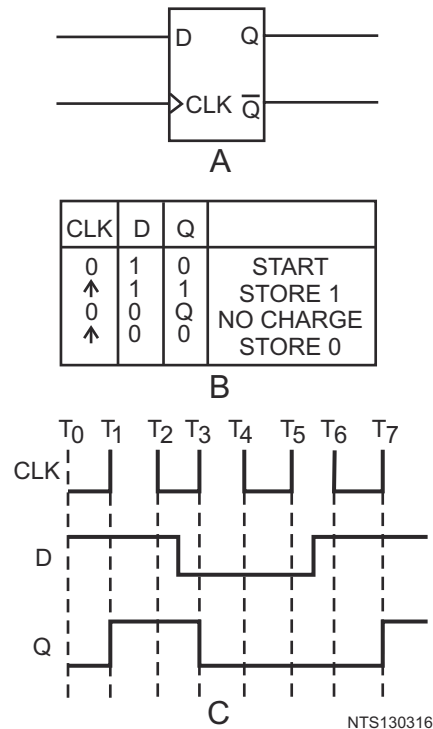 D Q
CLK Q
A
CLK D Q
0 1 0 START
↑ 1 1 STORE 1
0 0 Q NO CHARGE
↑ 0 0 STORE 0
B
T0 T1 T2 T3 T4 T5 T6 T7
CLK
D
Q
C
NTS130316